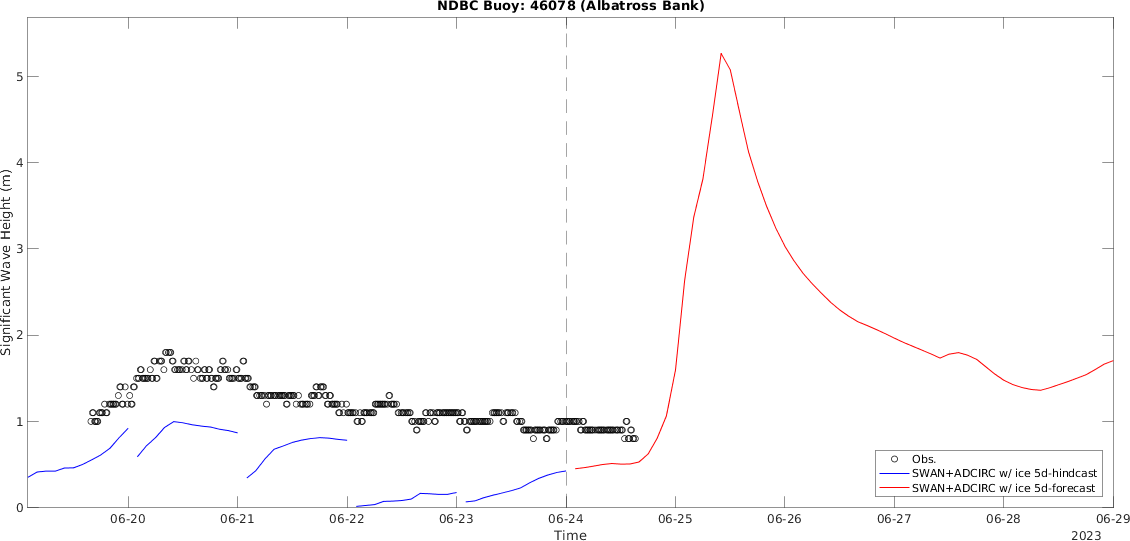 NDBC Buoy: 46078 (Albatross Bank)
Significant Wave Height (m)
5
4
3
2
1
0
Obs.
SWAN+ADCIRC w/ ice 5d-hindcast
SWAN+ADCIRC w/ ice 5d-forecast
06-20 06-21 06-22 06-23 06-24 06-25 06-26 06-27 06-28 06-29
Time
2023